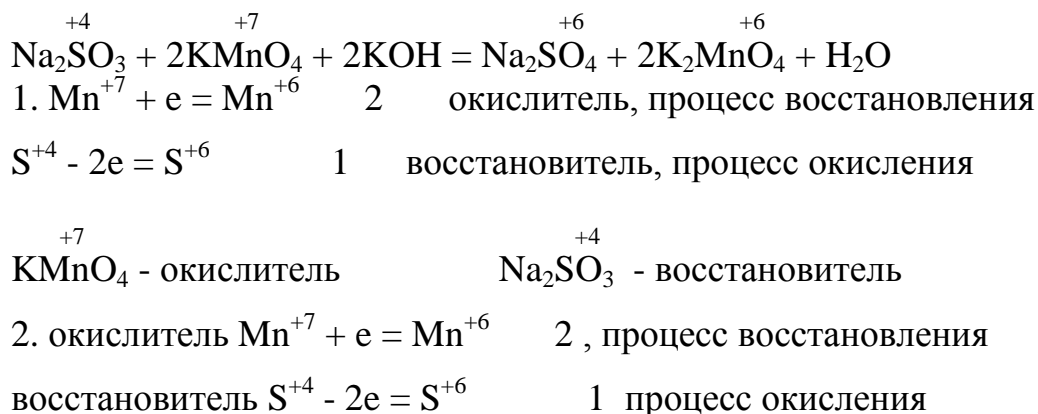 +4 +7 +6 +6
Na₂SO₃ + 2KMnO₄ + 2KOH = Na₂SO₄ + 2K₂MnO₄ + H₂O
1. Mn⁺⁷ + e = Mn⁺⁶ 2 окислитель, процесс восстановления
S⁺⁴ - 2e = S⁺⁶ 1 восстановитель, процесс окисления
+7 +4
KMnO₄ - окислитель Na₂SO₃ - восстановитель
2. окислитель Mn⁺⁷ + e = Mn⁺⁶ 2 , процесс восстановления
восстановитель S⁺⁴ - 2e = S⁺⁶ 1 процесс окисления